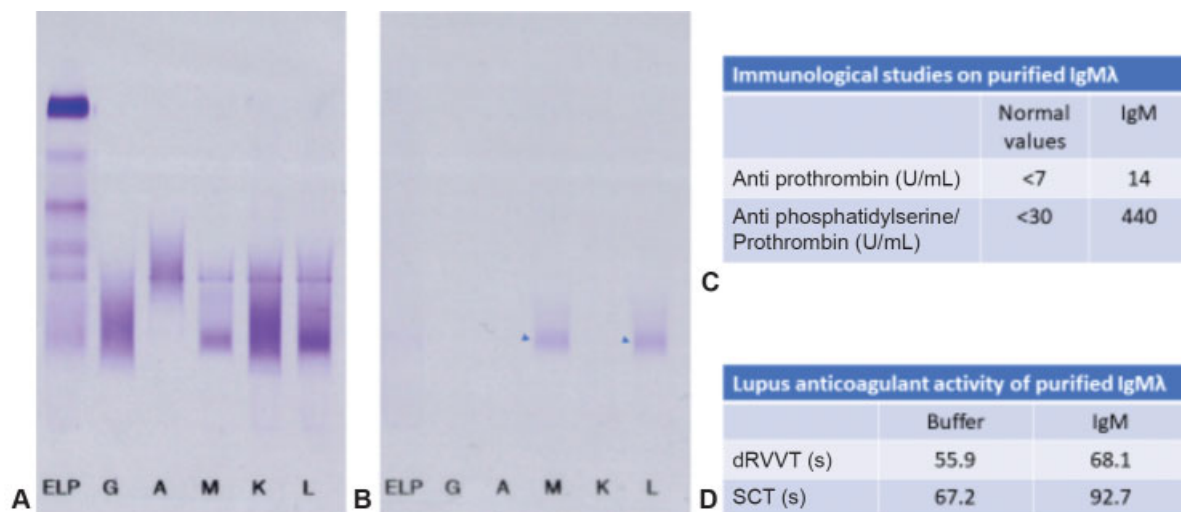 A
ELP G A M K L
B
ELP G A M K L
Immunological studies on purified IgMλ
Normal values IgM
Anti prothrombin (U/mL) <7 14
Anti phosphatidylserine/
Prothrombin (U/mL) <30 440
C
Lupus anticoagulant activity of purified IgMλ
Buffer IgM
dRVVT (s) 55.9 68.1
SCT (s) 67.2 92.7
D